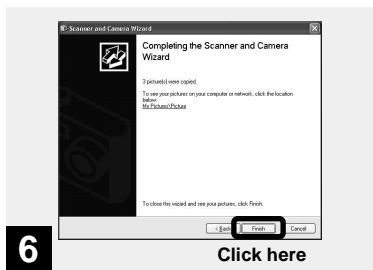 Scanner and Camera Wizard
Completing the Scanner and Camera
Wizard
3 picture(s) were copied.
To see your pictures on your computer or network, click the location
below:
My Pictures\Picture
To close this wizard and see your pictures, click Finish.
< Back Finish Cancel
6 Click here